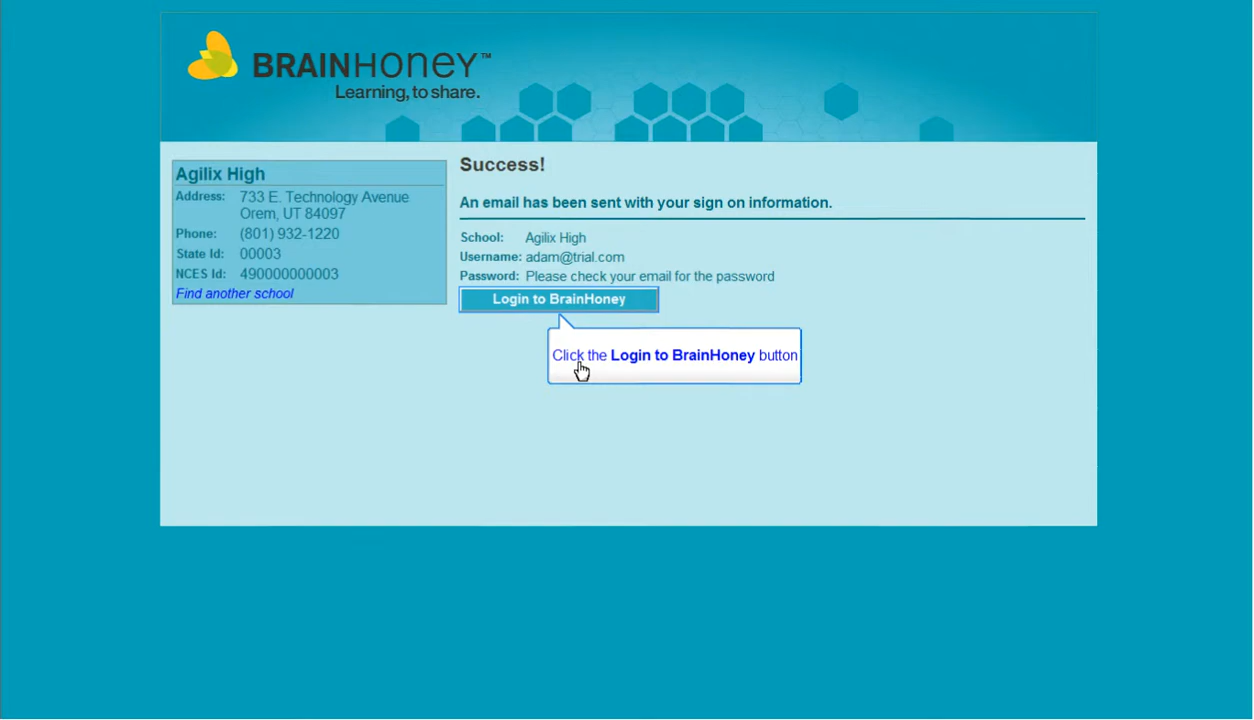 BRAINHONEY™
Learning, to share.
Agilix High
Address: 733 E. Technology Avenue
Orem, UT 84097
Phone: (801) 932-1220
State Id: 00003
NCES Id: 490000000003
Find another school
Success!
An email has been sent with your sign on information.
School: Agilix High
Username: adam@trial.com
Password: Please check your email for the password
Login to BrainHoney
Click the Login to BrainHoney button